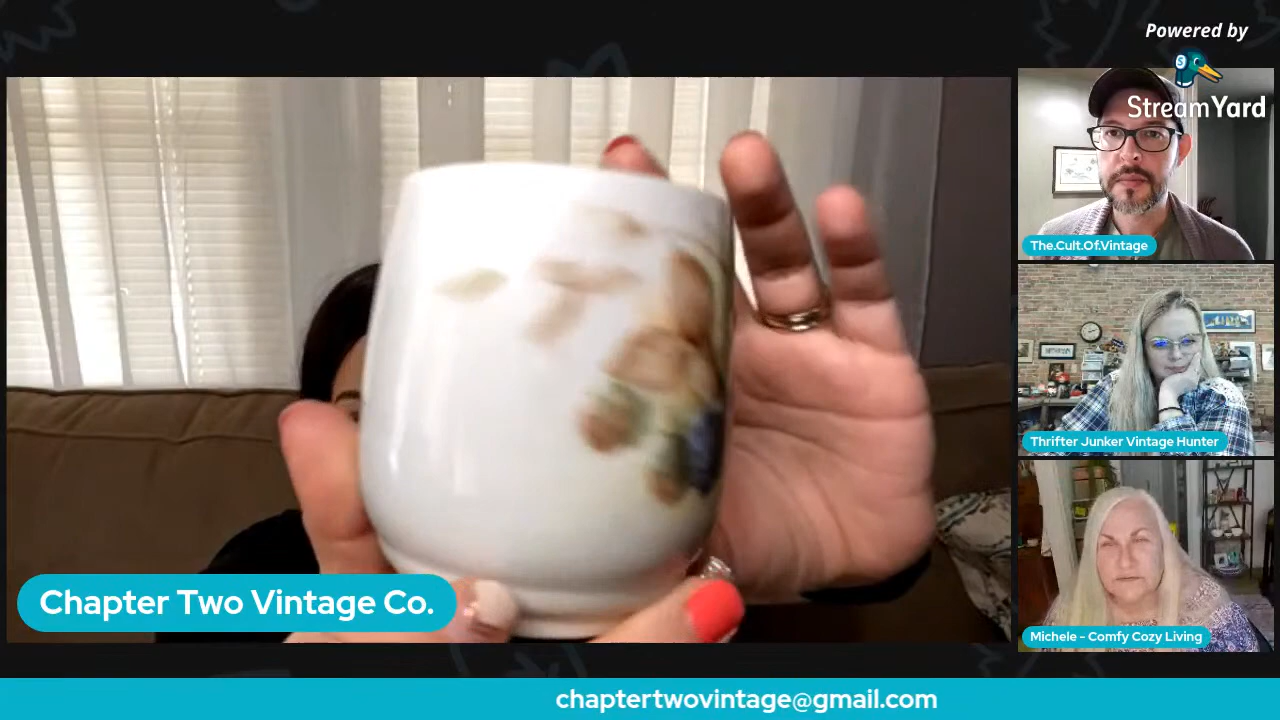 Powered by
StreamYard
The.Cult.Of.Vintage
Thrifter Junker Vintage Hunter
Michele - Comfy Cozy Living
Chapter Two Vintage Co.
chaptertwovintage@gmail.com